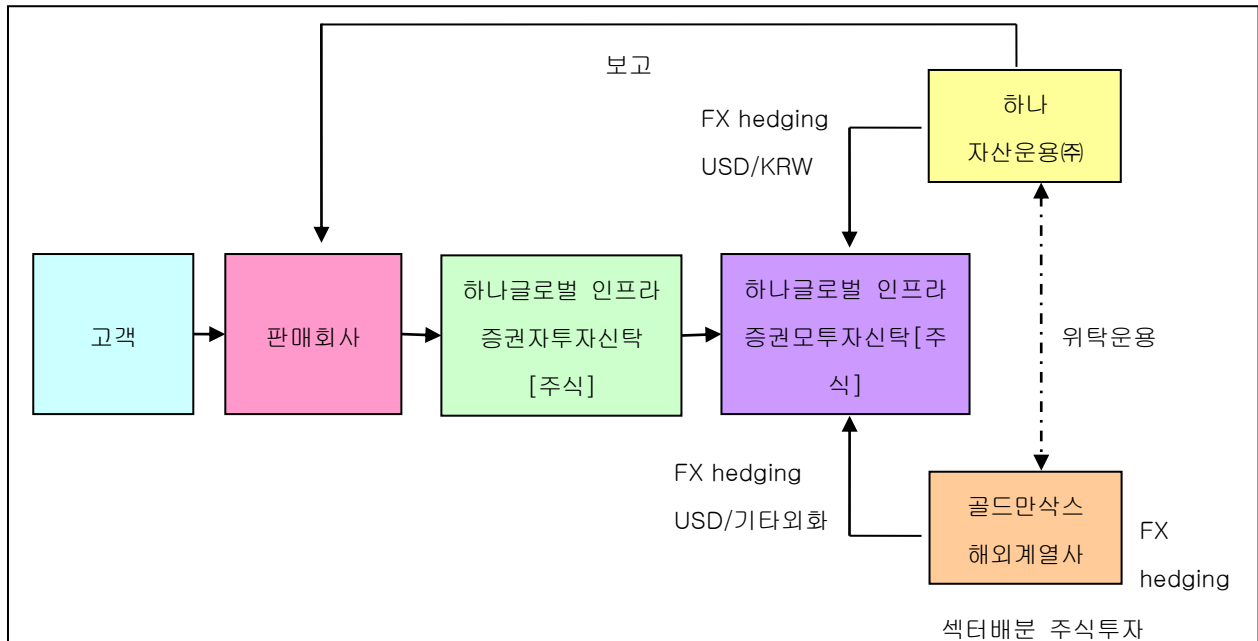 보고
하나
자산운용㈜
FX hedging
USD/KRW
고객
판매회사
하나글로벌 인프라
증권자투자신탁
[주식]
하나글로벌 인프라
증권모투자신탁[주
식]
위탁운용
FX hedging
USD/기타외화
골드만삭스
해외계열사
FX
hedging
섹터배분 주식투자